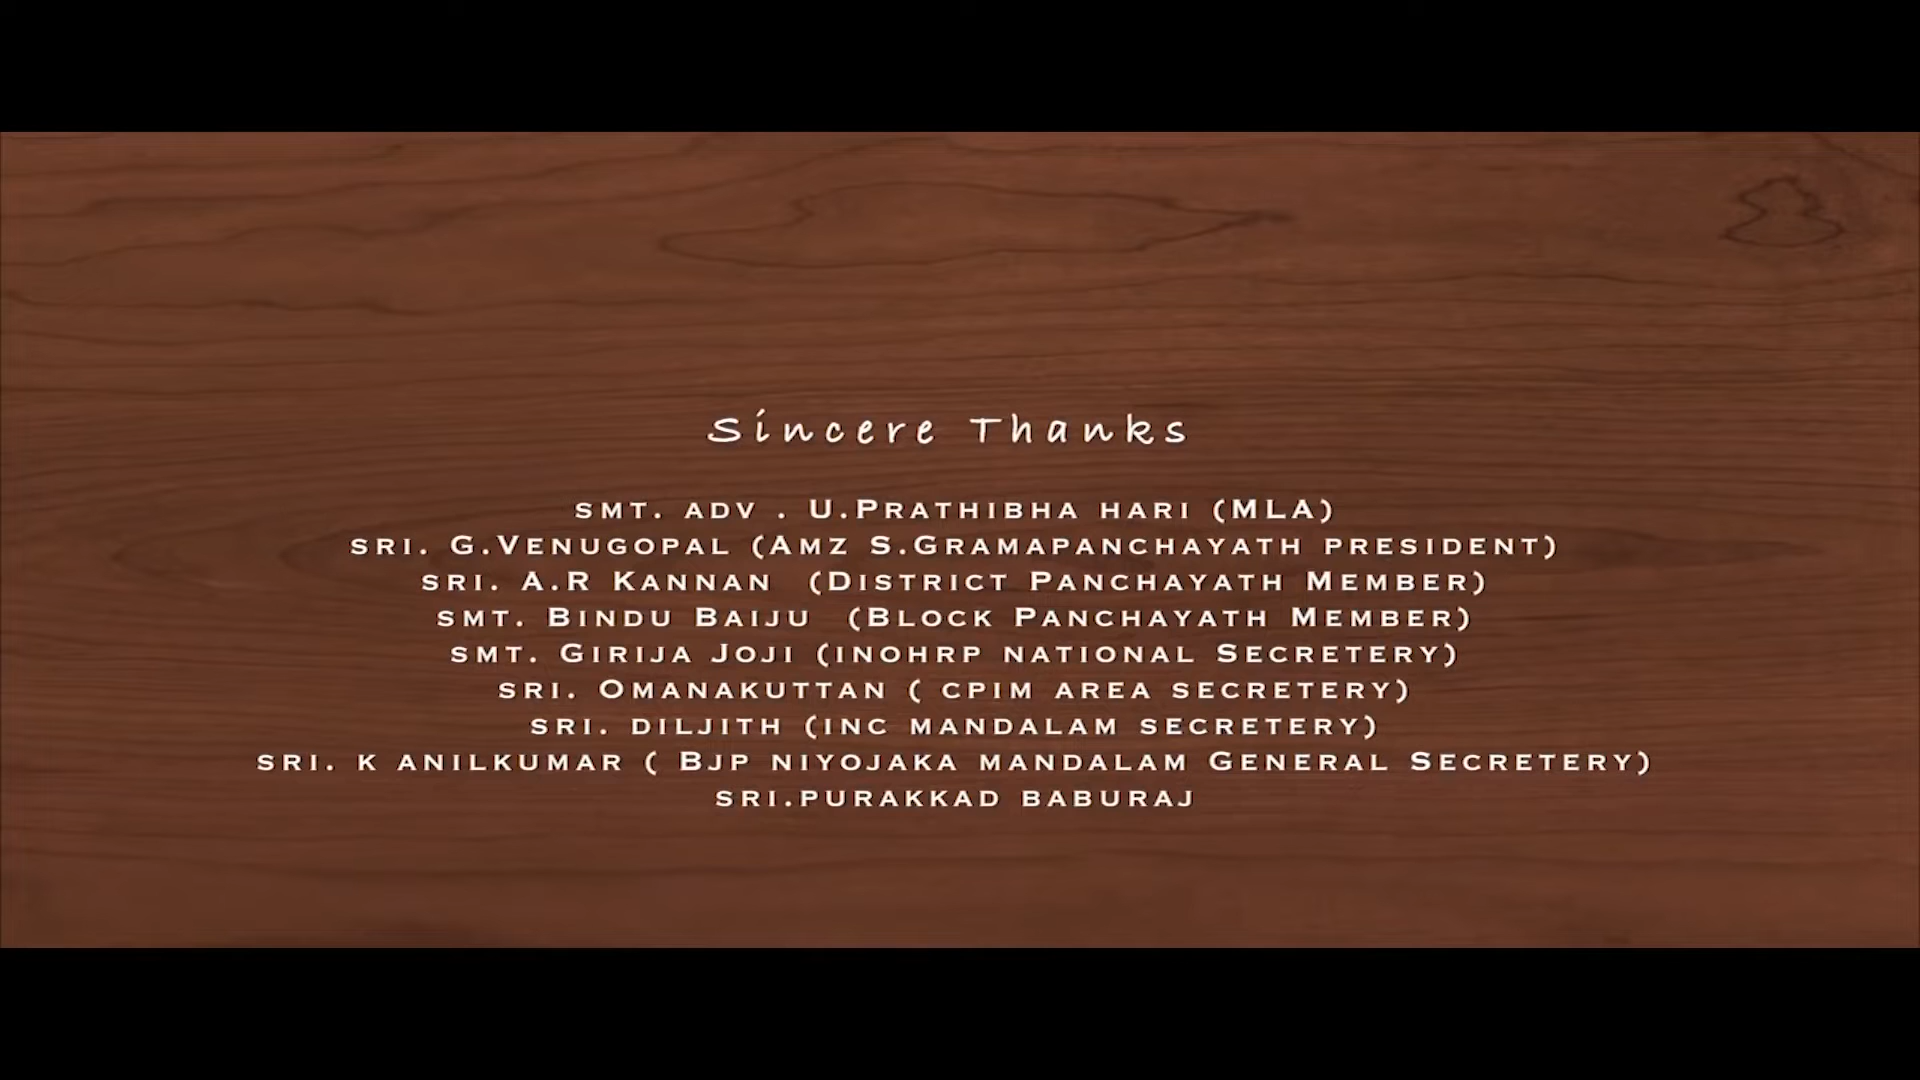 Sincere Thanks
SMT. ADV . U.PRATHIBHA HARI (MLA)
SRI. G.VENUGOPAL (AMZ S.GRAMAPANCHAYATH PRESIDENT)
SRI. A.R KANNAN (DISTRICT PANCHAYATH MEMBER)
SMT. BINDU BAIJU (BLOCK PANCHAYATH MEMBER)
SMT. GIRIJA JOJI (INOHRP NATIONAL SECRETERY)
SRI. OMANAKUTTAN ( CPIM AREA SECRETERY)
SRI. DILJITH (INC MANDALAM SECRETERY)
SRI. K ANILKUMAR ( BJP NIYOJAKA MANDALAM GENERAL SECRETERY)
SRI.PURAKKAD BABURAJ